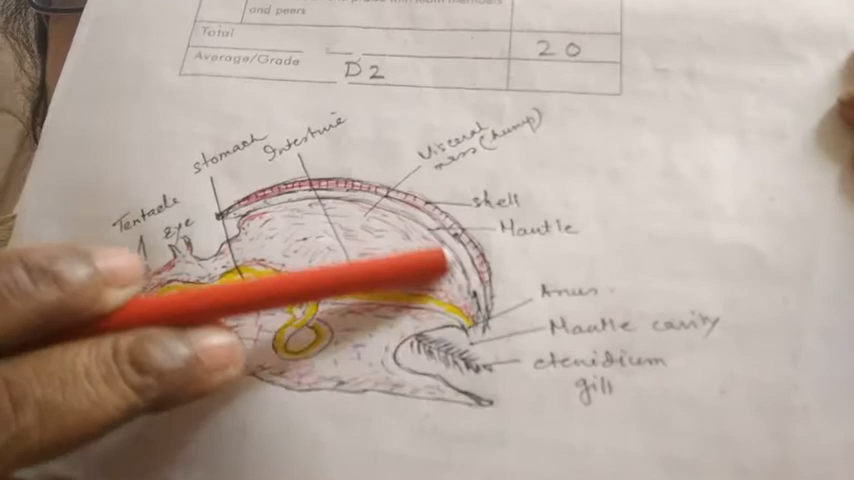 and peers
Total 20
Average/Grade D2
stomach
Intestine
Visceral
mass (hump)
Tentacle
Eye
shell
Mantle
Anus
Mantle cavity
ctenidium
gill